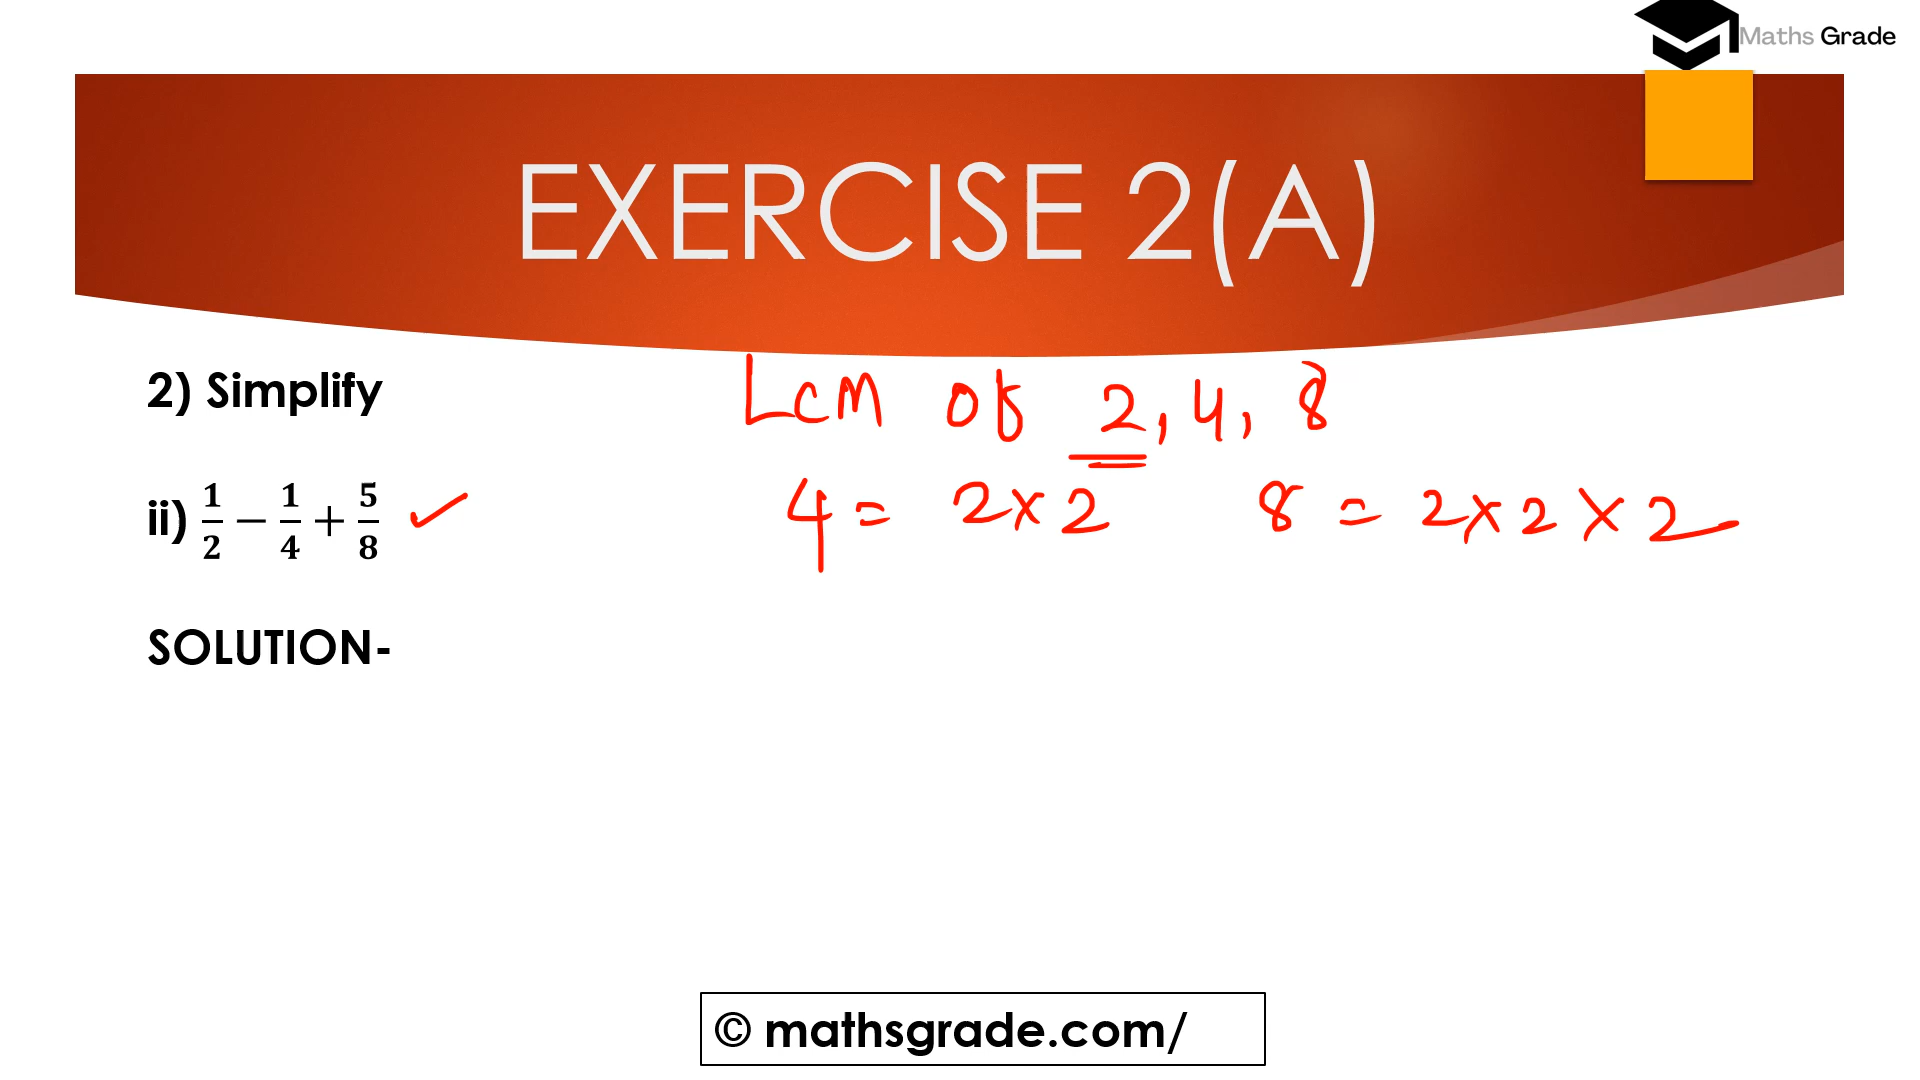 Maths Grade
EXERCISE 2(A)
2) Simplify
LCM of 2, 4, 8
ii) 1/2 − 1/4 + 5/8 ✓
4 = 2 × 2 8 = 2 × 2 × 2
SOLUTION-
© mathsgrade.com/